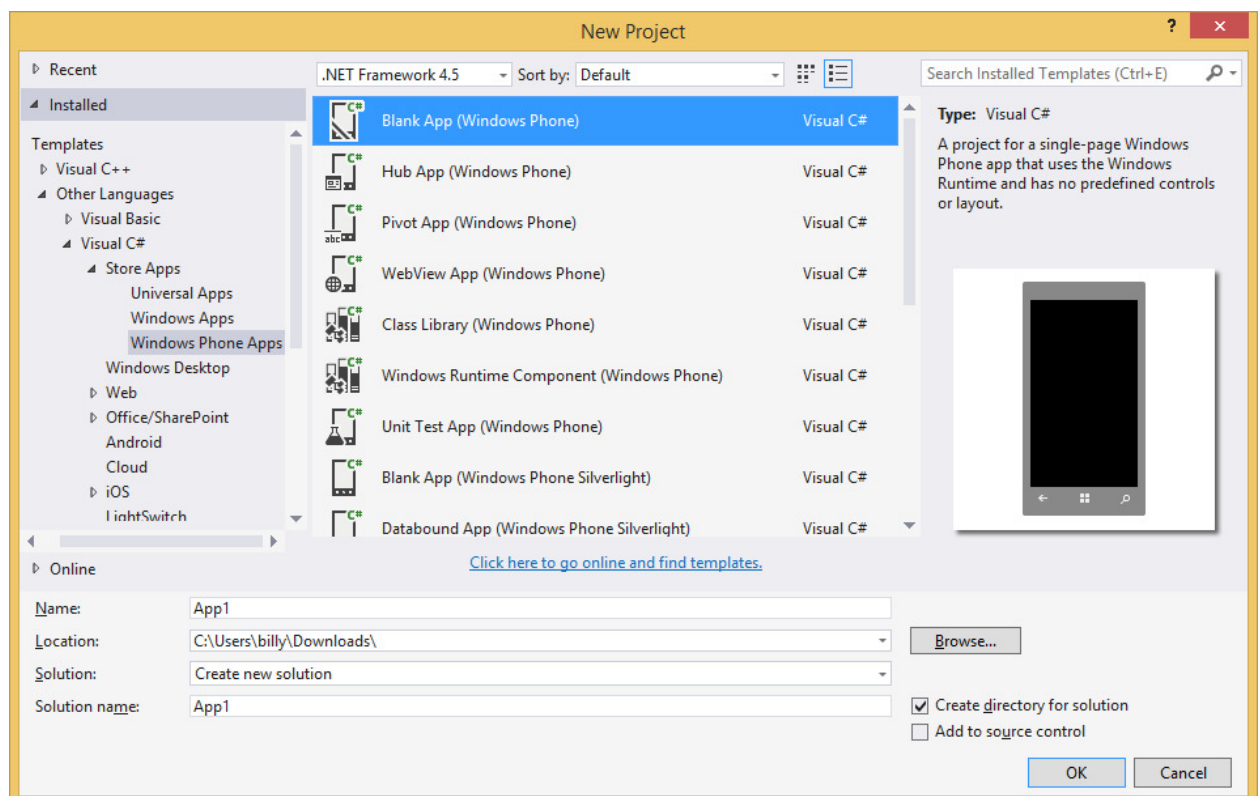 New Project
? ×
Recent
Installed
Templates
Visual C++
Other Languages
Visual Basic
Visual C#
Store Apps
Universal Apps
Windows Apps
Windows Phone Apps
Windows Desktop
Web
Office/SharePoint
Android
Cloud
iOS
LightSwitch
Online
.NET Framework 4.5 Sort by: Default
Blank App (Windows Phone) Visual C#
Hub App (Windows Phone) Visual C#
Pivot App (Windows Phone) Visual C#
WebView App (Windows Phone) Visual C#
Class Library (Windows Phone) Visual C#
Windows Runtime Component (Windows Phone) Visual C#
Unit Test App (Windows Phone) Visual C#
Blank App (Windows Phone Silverlight) Visual C#
Databound App (Windows Phone Silverlight) Visual C#
Click here to go online and find templates.
Search Installed Templates (Ctrl+E)
Type: Visual C#
A project for a single-page Windows
Phone app that uses the Windows
Runtime and has no predefined controls
or layout.
Name: App1
Location: C:\Users\billy\Downloads\
Browse...
Solution: Create new solution
Solution name: App1
Create directory for solution
Add to source control
OK Cancel